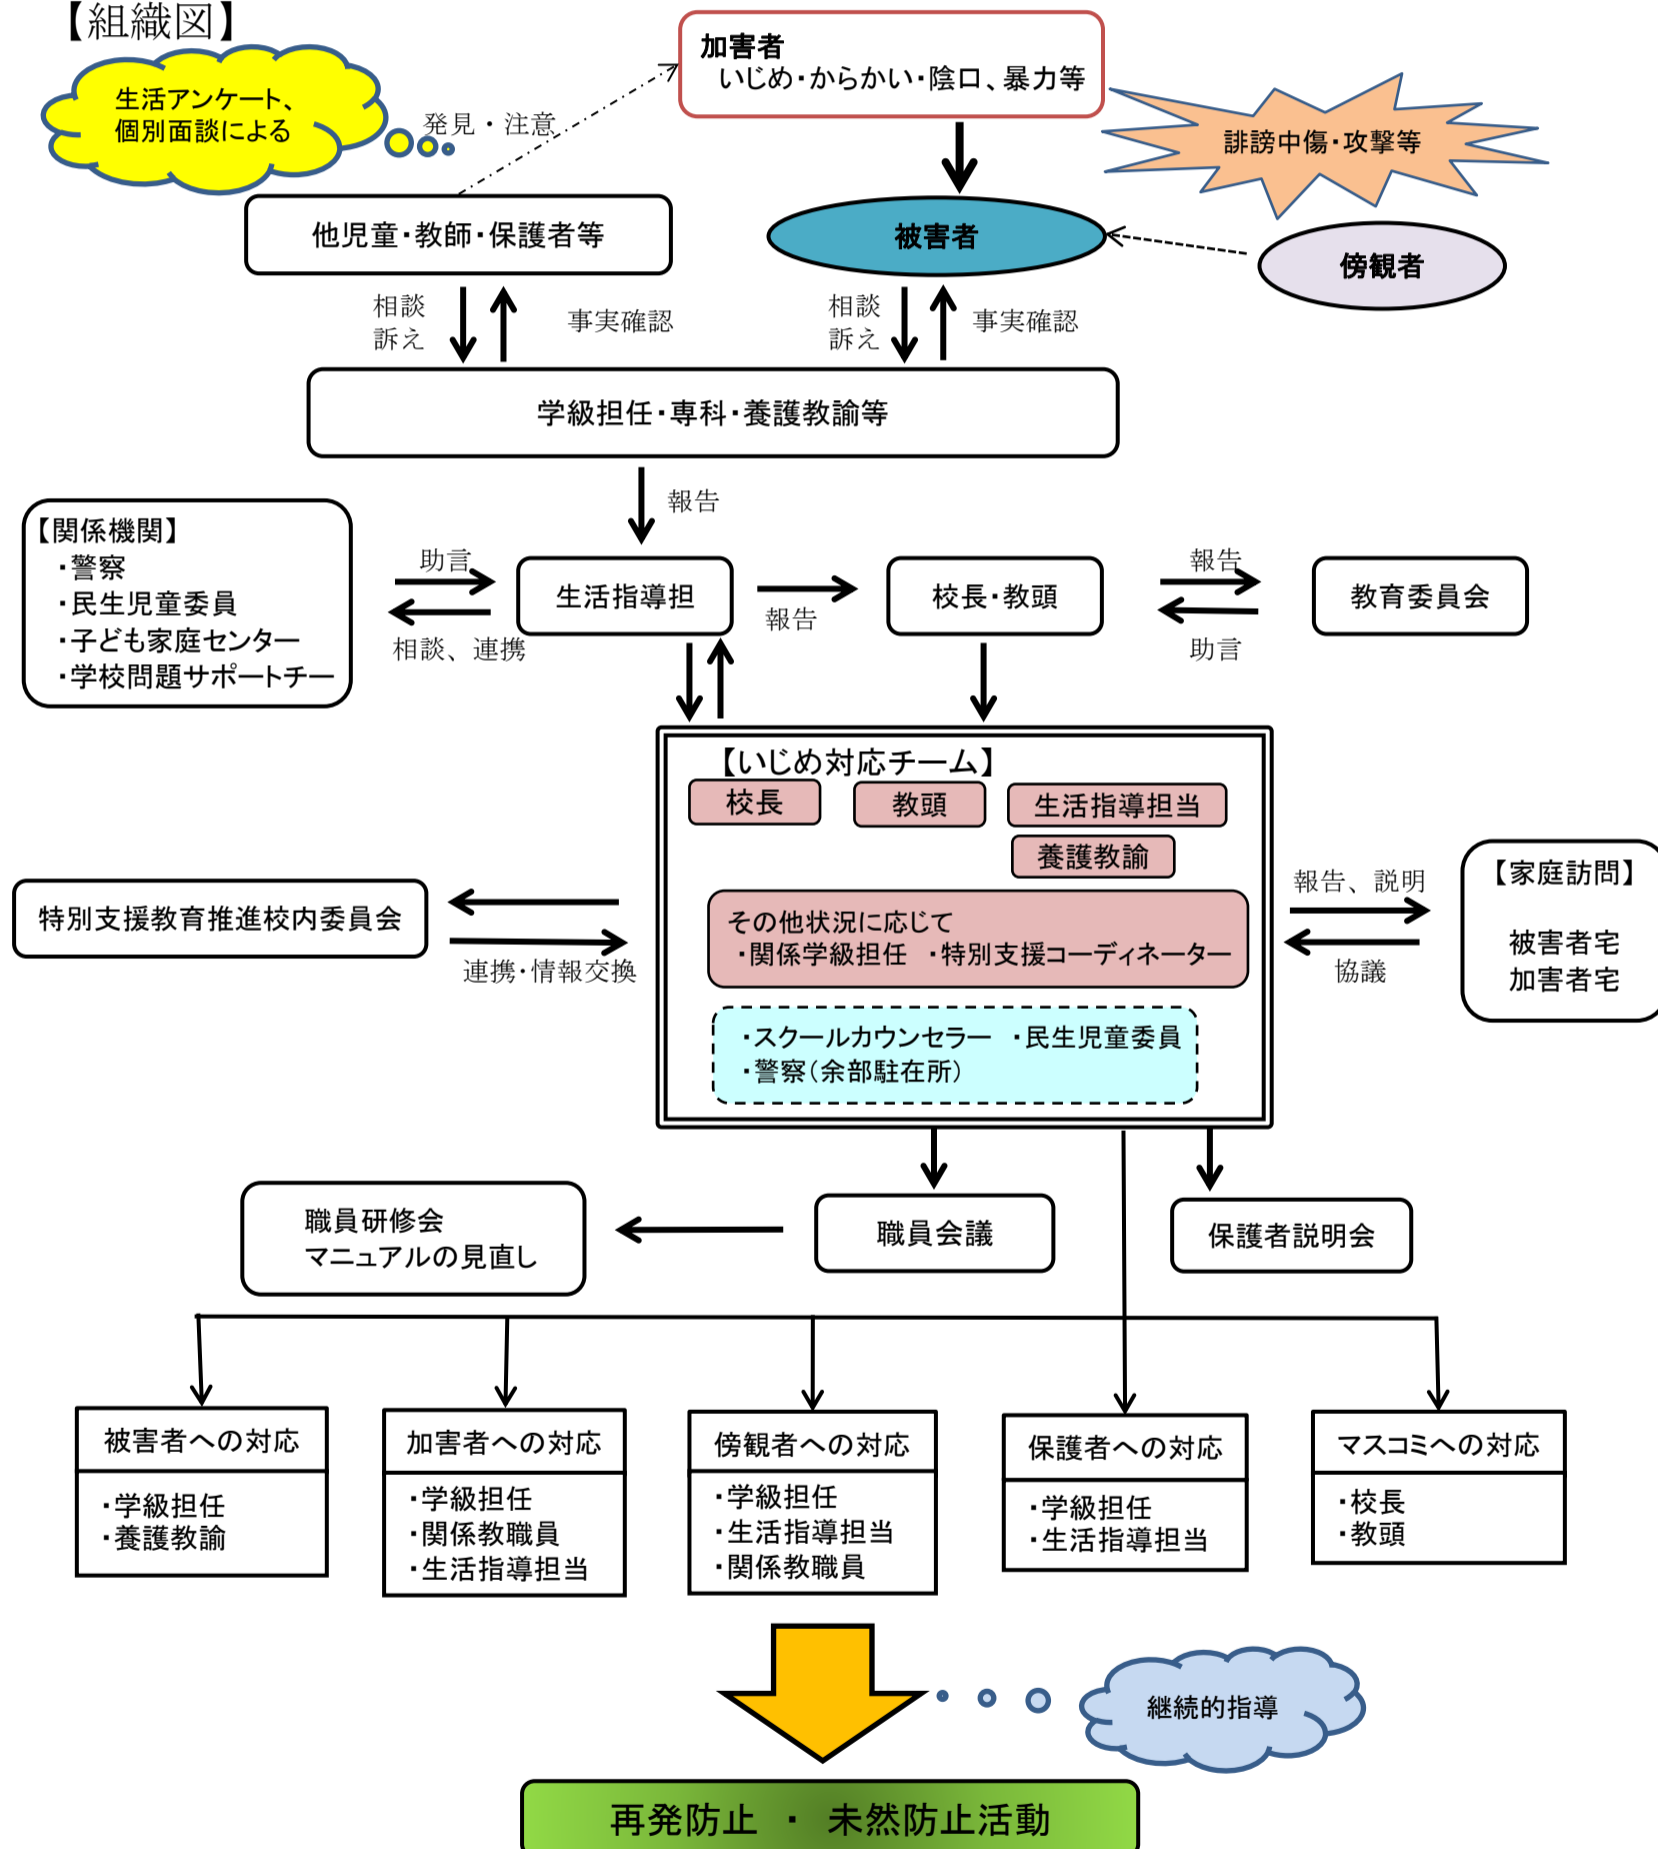 【組織図】
加害者
いじめ・からかい・陰口、暴力等
生活アンケート、
個別面談による
発見・注意
誹謗中傷・攻撃等
他児童・教師・保護者等
被害者
傍観者
相談
訴え
事実確認
相談
訴え
事実確認
学級担任・専科・養護教諭等
報告
【関係機関】
・警察
・民生児童委員
・子ども家庭センター
・学校問題サポートチー
助言
相談、連携
生活指導担
報告
校長・教頭
報告
助言
教育委員会
【いじめ対応チーム】
校長
教頭
生活指導担当
養護教諭
その他状況に応じて
・関係学級担任 ・特別支援コーディネーター
・スクールカウンセラー ・民生児童委員
・警察(余部駐在所)
特別支援教育推進校内委員会
連携・情報交換
報告、説明
協議
【家庭訪問】
被害者宅
加害者宅
職員研修会
マニュアルの見直し
職員会議
保護者説明会
被害者への対応
・学級担任
・養護教諭
加害者への対応
・学級担任
・関係教職員
・生活指導担当
傍観者への対応
・学級担任
・生活指導担当
・関係教職員
保護者への対応
・学級担任
・生活指導担当
マスコミへの対応
・校長
・教頭
継続的指導
再発防止 ・ 未然防止活動